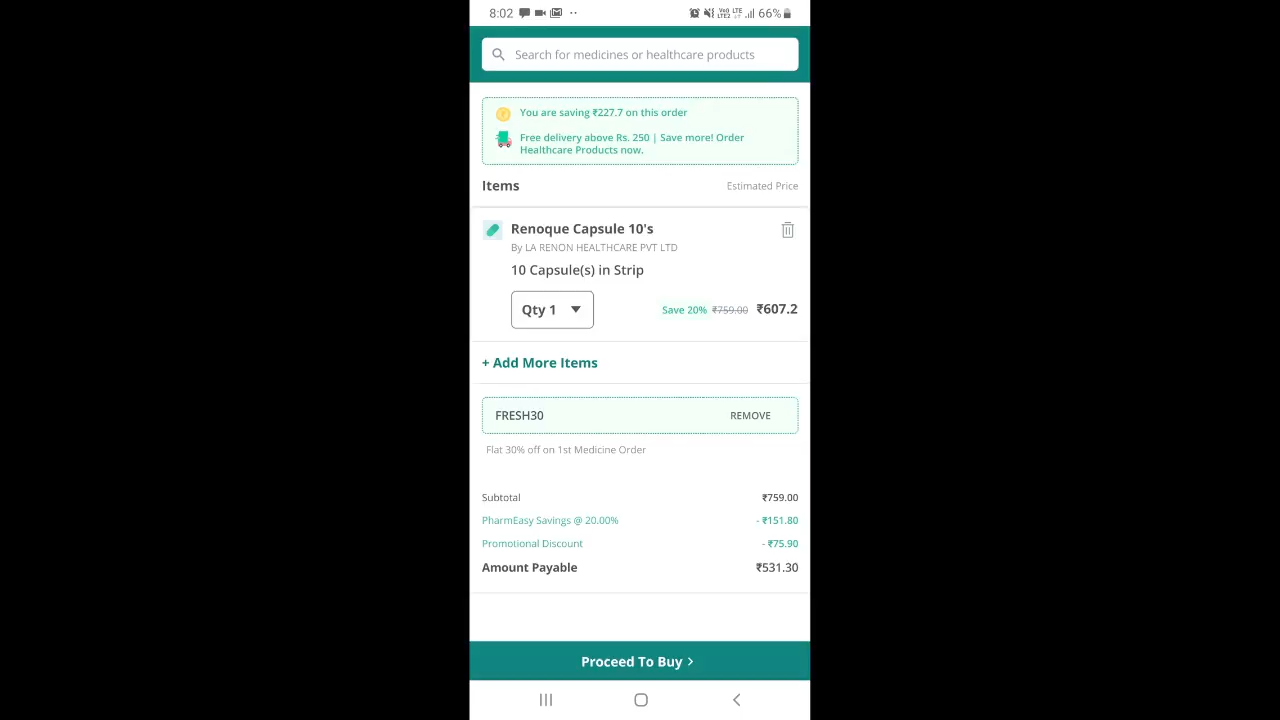 8:02
VoO LTE
LTE2
66%
Search for medicines or healthcare products
You are saving ₹227.7 on this order
Free delivery above Rs. 250 | Save more! Order
Healthcare Products now.
Items Estimated Price
Renoque Capsule 10's
By LA RENON HEALTHCARE PVT LTD
10 Capsule(s) in Strip
Qty 1 Save 20% ₹759.00 ₹607.2
+ Add More Items
FRESH30 REMOVE
Flat 30% off on 1st Medicine Order
Subtotal ₹759.00
PharmEasy Savings @ 20.00% - ₹151.80
Promotional Discount - ₹75.90
Amount Payable ₹531.30
Proceed To Buy >